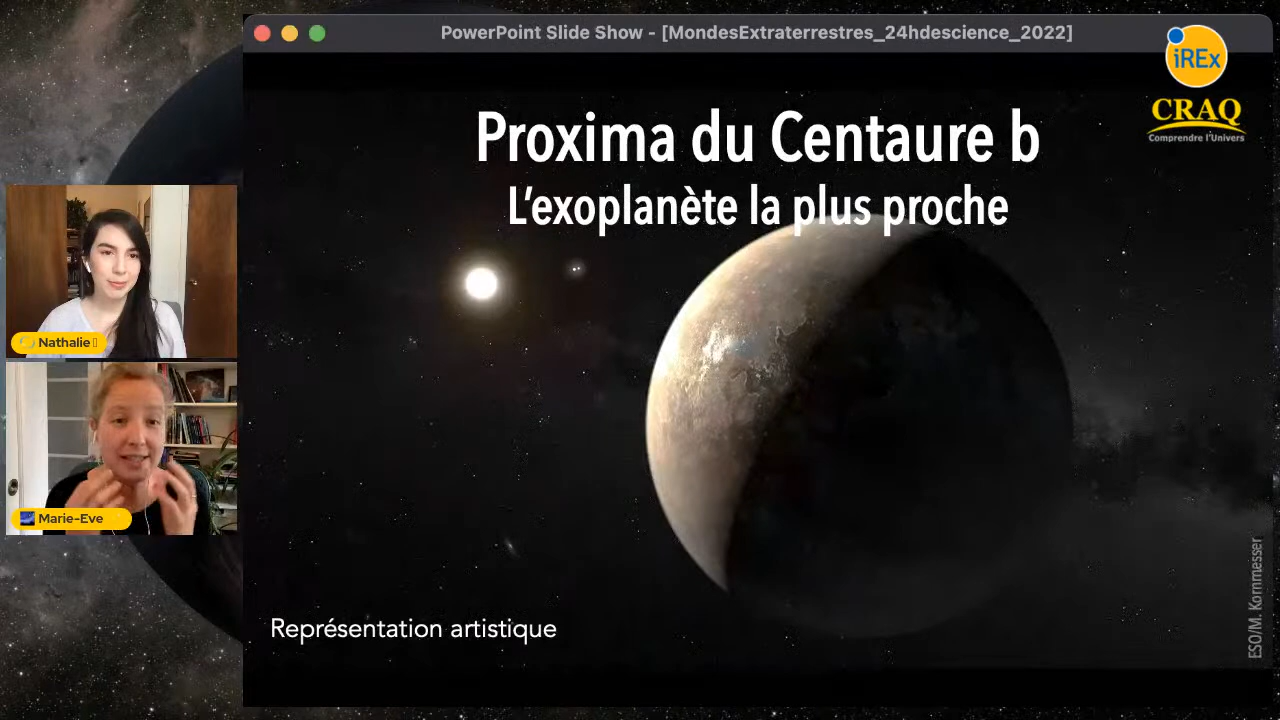 PowerPoint Slide Show - [MondesExtraterrestres_24hdescience_2022]
iREx
CRAQ
Comprendre l'Univers
Proxima du Centaure b
L'exoplanète la plus proche
Nathalie
Marie-Eve
Représentation artistique
ESO/M. Kornmesser